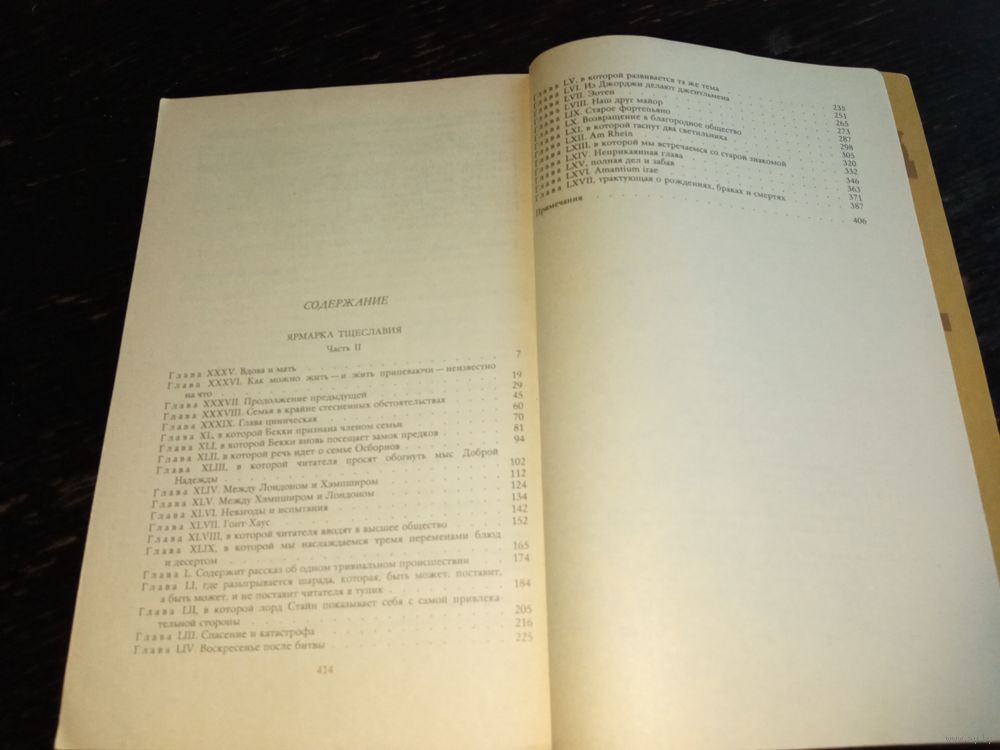 СОДЕРЖАНИЕ
ЯРМАРКА ТЩЕСЛАВИЯ
Часть II
Глава XXXV. Вдова и мать . . . 7
Глава XXXVI. Как можно жить — и жить припеваючи — неизвестно
на что . . . 19
Глава XXXVII. Продолжение предыдущей . . . 29
Глава XXXVIII. Семья в крайне стесненных обстоятельствах . . . 45
Глава XXXIX. Глава циническая . . . 60
Глава XL, в которой Бекки признана членом семьи . . . 70
Глава XLI, в которой Бекки вновь посещает замок предков . . . 81
Глава XLII, в которой речь идет о семье Осборнов . . . 94
Глава XLIII, в которой читателя просят обогнуть мыс Доброй
Надежды . . . 102
Глава XLIV. Между Лондоном и Хэмпширом . . . 112
Глава XLV. Между Хэмпширом и Лондоном . . . 124
Глава XLVI. Невзгоды и испытания . . . 134
Глава XLVII. Гонт-Хаус . . . 142
Глава XLVIII, в которой читателя вводят в высшее общество . . . 152
Глава XLIX, в которой мы наслаждаемся тремя переменами блюд
и десертом . . . 165
Глава L. Содержит рассказ об одном тривиальном происшествии . . . 174
Глава LI, где разыгрывается шарада, которая, быть может, поставит,
а быть может, и не поставит читателя в тупик . . . 184
Глава LII, в которой лорд Стайн показывает себя с самой привлека-
тельной стороны . . . 205
Глава LIII. Спасение и катастрофа . . . 216
Глава LIV. Воскресенье после битвы . . . 225
414
Глава LV, в которой развивается та же тема . . . 235
Глава LVI. Из Джорджи делают джентльмена . . . 251
Глава LVII. Эотен . . . 265
Глава LVIII. Наш друг майор . . . 273
Глава LIX. Старое фортепьяно . . . 287
Глава LX. Возвращение в благородное общество . . . 298
Глава LXI, в которой гаснут два светильника . . . 305
Глава LXII. Am Rhein . . . 320
Глава LXIII, в которой мы встречаемся со старой знакомой . . . 332
Глава LXIV. Неприкаянная глава . . . 346
Глава LXV, полная дел и забав . . . 363
Глава LXVI. Amantium irae . . . 371
Глава LXVII, трактующая о рождениях, браках и смертях . . . 387
Примечания . . . 406